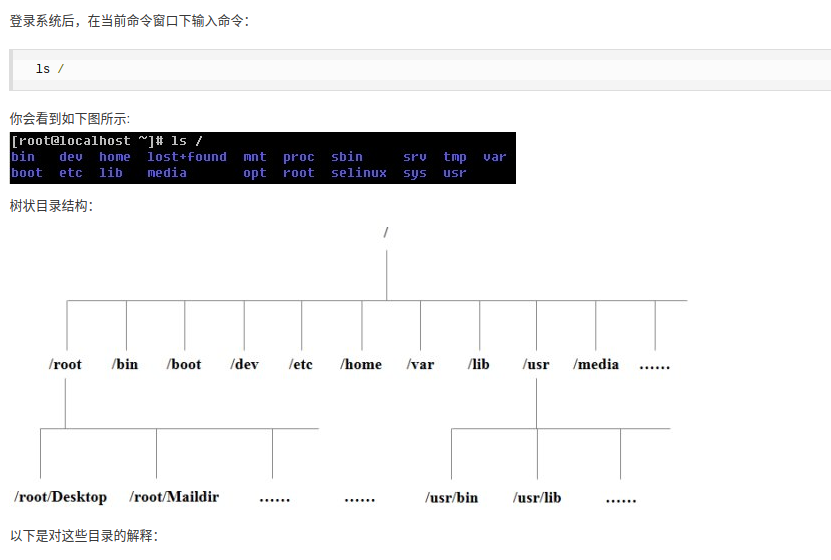 登录系统后，在当前命令窗口下输入命令：
ls /
你会看到如下图所示:
[root@localhost ~]# ls /
bin dev home lost+found mnt proc sbin srv tmp var
boot etc lib media opt root selinux sys usr
树状目录结构：
/
/root /bin /boot /dev /etc /home /var /lib /usr /media ……
/root/Desktop /root/Maildir …… …… /usr/bin /usr/lib ……
以下是对这些目录的解释：